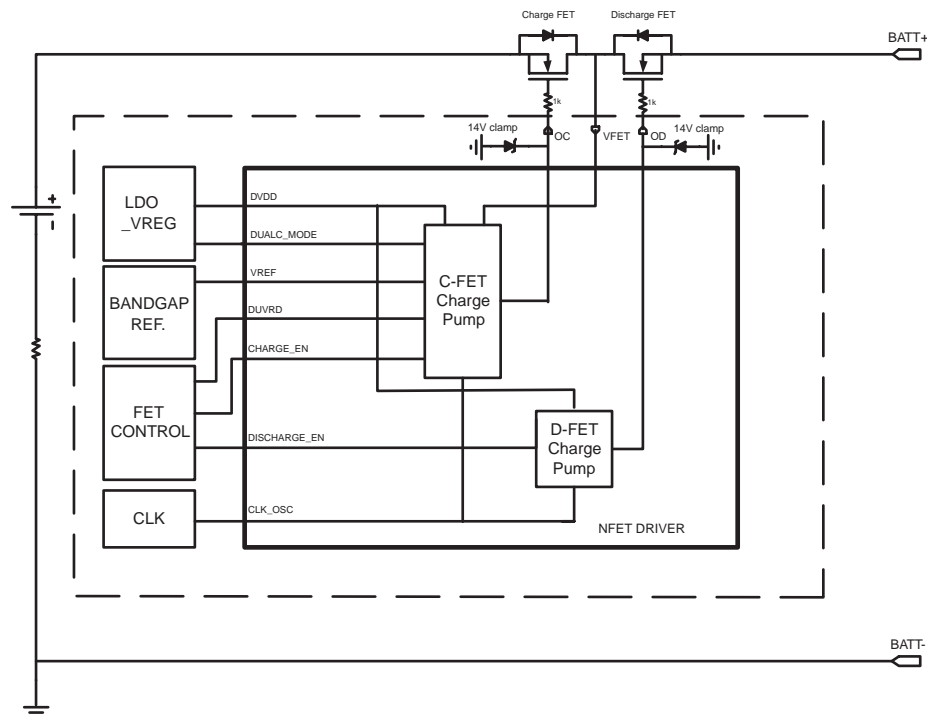 Charge FET
Discharge FET
BATT+
1k
1k
14V clamp
OC
VFET
OD
14V clamp
+
-
LDO
_VREG
DVDD
DUALC_MODE
BANDGAP
REF.
VREF
DUVRD
C-FET
Charge
Pump
CHARGE_EN
FET
CONTROL
DISCHARGE_EN
D-FET
Charge
Pump
CLK
CLK_OSC
NFET DRIVER
BATT-